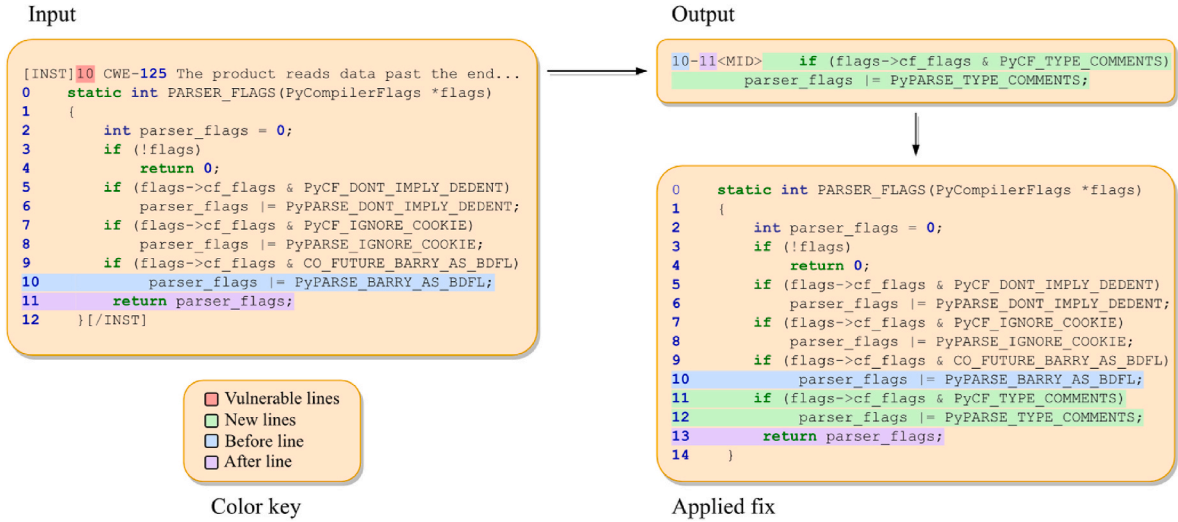 Input
[INST]10 CWE-125 The product reads data past the end...
0 static int PARSER_FLAGS(PyCompilerFlags *flags)
1 {
2 int parser_flags = 0;
3 if (!flags)
4 return 0;
5 if (flags->cf_flags & PyCF_DONT_IMPLY_DEDENT)
6 parser_flags |= PyPARSE_DONT_IMPLY_DEDENT;
7 if (flags->cf_flags & PyCF_IGNORE_COOKIE)
8 parser_flags |= PyPARSE_IGNORE_COOKIE;
9 if (flags->cf_flags & CO_FUTURE_BARRY_AS_BDFL)
10 parser_flags |= PyPARSE_BARRY_AS_BDFL;
11 return parser_flags;
12 }[/INST]
Vulnerable lines
New lines
Before line
After line
Color key
Output
10-11<MID> if (flags->cf_flags & PyCF_TYPE_COMMENTS)
parser_flags |= PyPARSE_TYPE_COMMENTS;
0 static int PARSER_FLAGS(PyCompilerFlags *flags)
1 {
2 int parser_flags = 0;
3 if (!flags)
4 return 0;
5 if (flags->cf_flags & PyCF_DONT_IMPLY_DEDENT)
6 parser_flags |= PyPARSE_DONT_IMPLY_DEDENT;
7 if (flags->cf_flags & PyCF_IGNORE_COOKIE)
8 parser_flags |= PyPARSE_IGNORE_COOKIE;
9 if (flags->cf_flags & CO_FUTURE_BARRY_AS_BDFL)
10 parser_flags |= PyPARSE_BARRY_AS_BDFL;
11 if (flags->cf_flags & PyCF_TYPE_COMMENTS)
12 parser_flags |= PyPARSE_TYPE_COMMENTS;
13 return parser_flags;
14 }
Applied fix